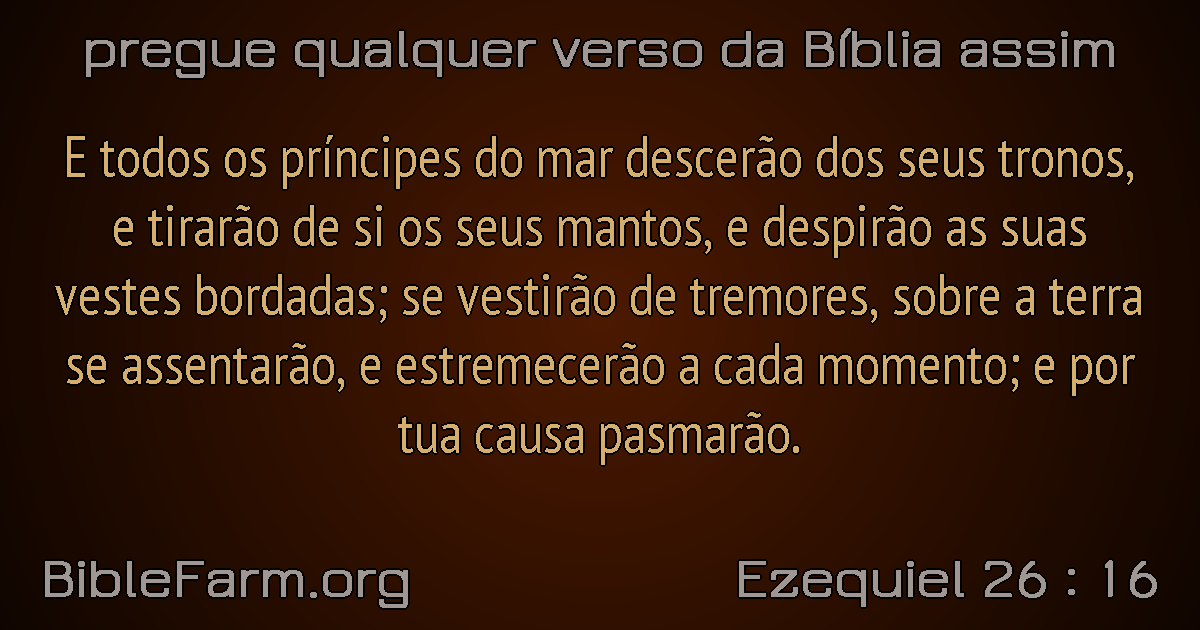 pregue qualquer verso da Bíblia assim
E todos os príncipes do mar descerão dos seus tronos,
e tirarão de si os seus mantos, e despirão as suas
vestes bordadas; se vestirão de tremores, sobre a terra
se assentarão, e estremecerão a cada momento; e por
tua causa pasmarão.
BibleFarm.org
Ezequiel 26 : 16